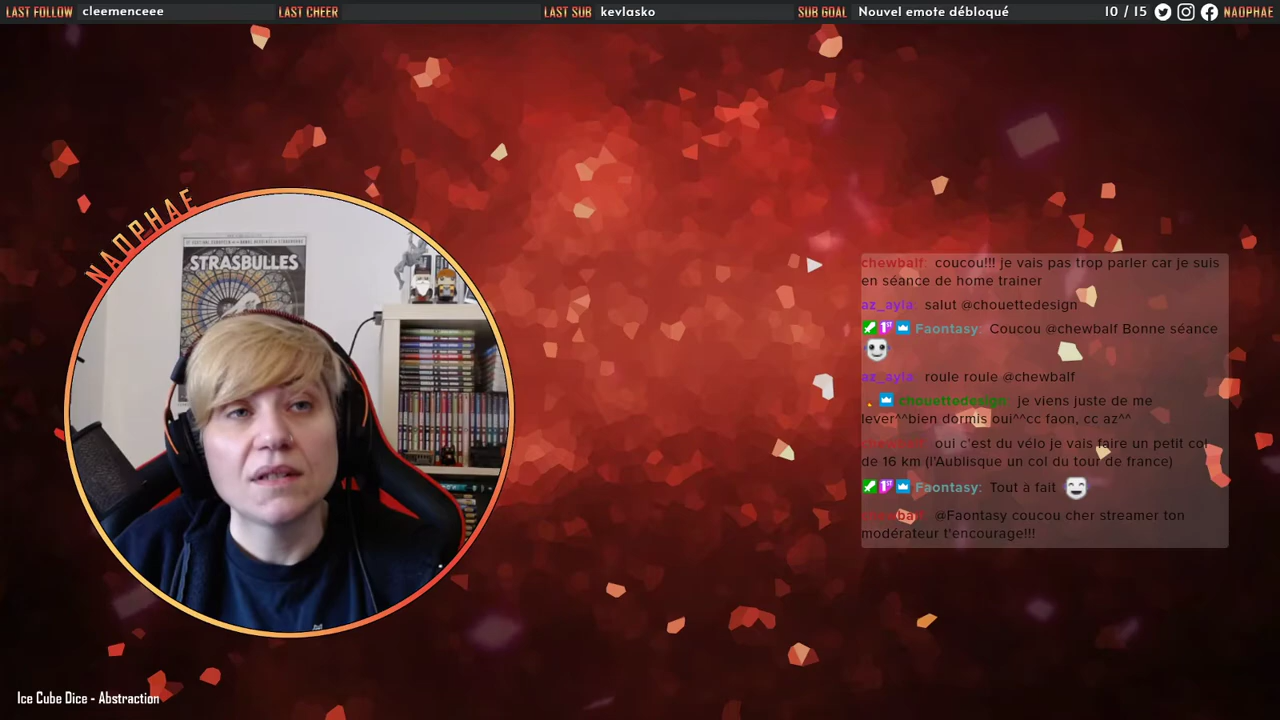 LAST FOLLOW cleemenceee LAST CHEER LAST SUB kevlasko SUB GOAL Nouvel emote débloqué 10 / 15 NAOPHAE
NAOPHAE
STRASBULLES
chewbalf: coucou!!! je vais pas trop parler car je suis
en séance de home trainer
az_ayla: salut @chouettedesign
1ST Faontasy: Coucou @chewbalf Bonne séance
az_ayla: roule roule @chewbalf
chouettedesign: je viens juste de me
lever^^bien dormis oui^^cc faon, cc az^^
chewbalf: oui c'est du vélo je vais faire un petit col
de 16 km (l'Aublisque un col du tour de france)
1ST Faontasy: Tout à fait
chewbalf: @Faontasy coucou cher streamer ton
modérateur t'encourage!!!
Ice Cube Dice - Abstraction